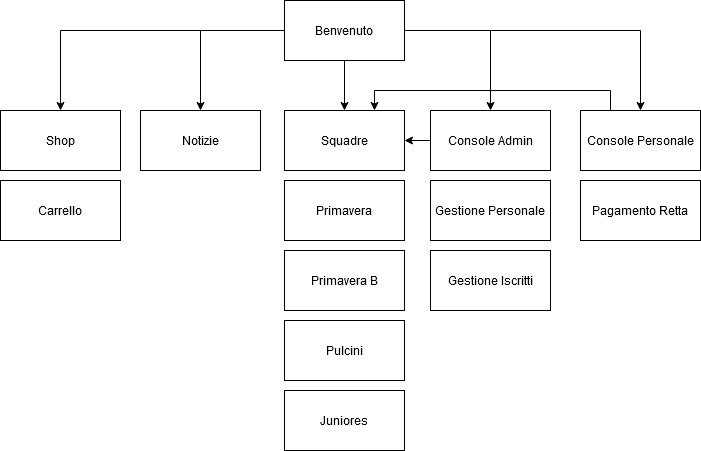 Benvenuto
Shop
Notizie
Squadre
Console Admin
Console Personale
Carrello
Primavera
Gestione Personale
Pagamento Retta
Primavera B
Gestione Iscritti
Pulcini
Juniores